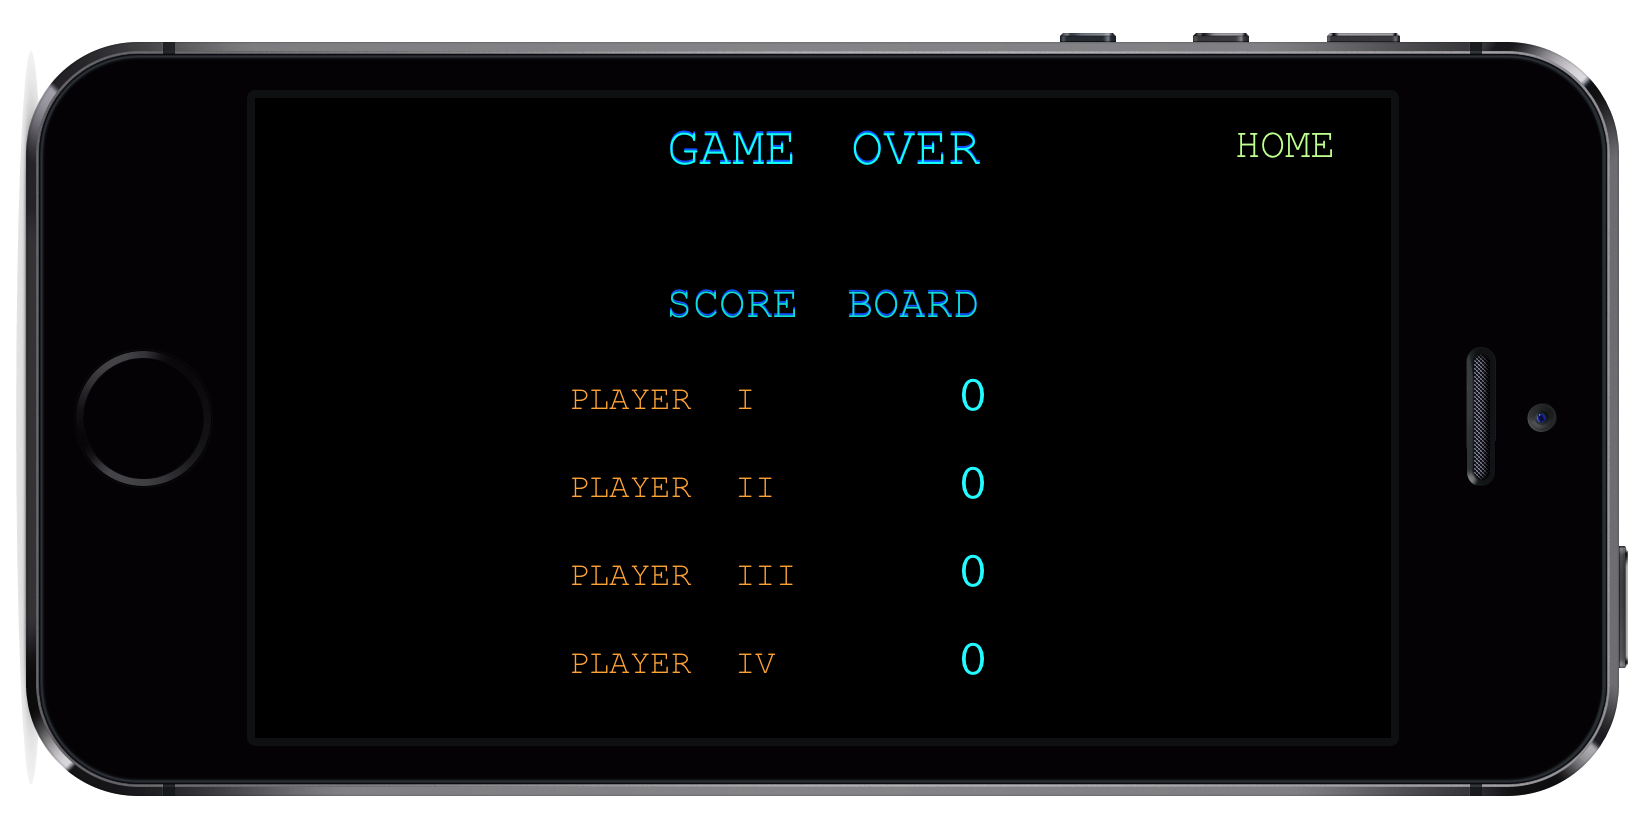 GAME OVER
HOME
SCORE BOARD
PLAYER I 0
PLAYER II 0
PLAYER III 0
PLAYER IV 0